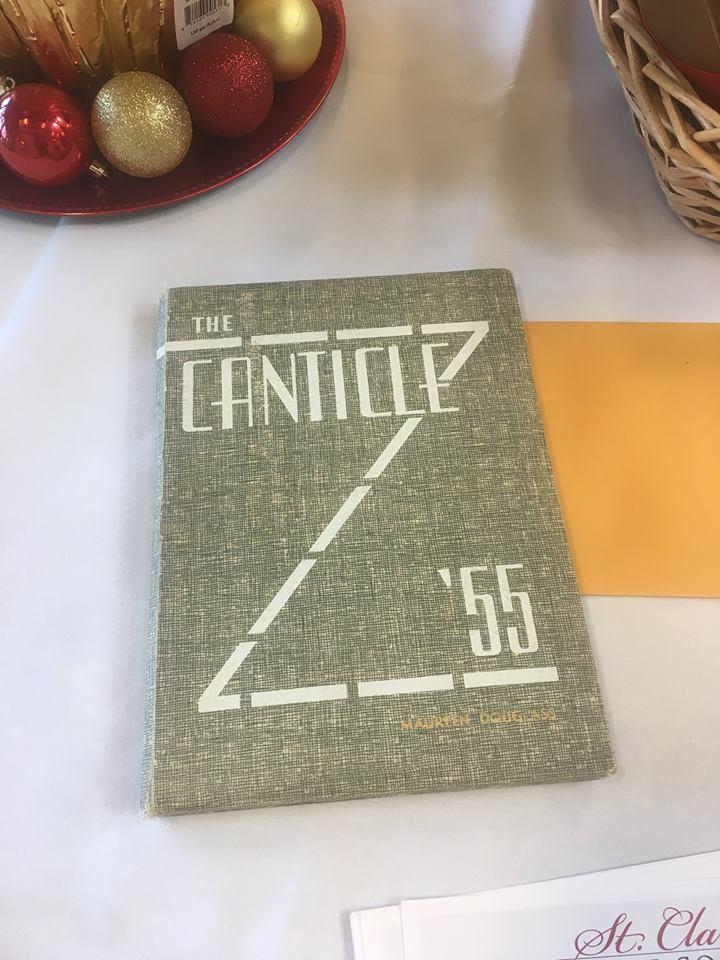 THE
CANTICLE
'55
MAUREEN DOUGLASS
St. Cla